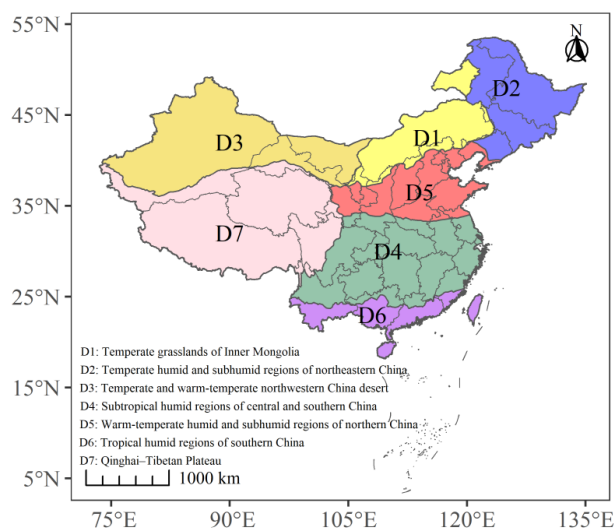 55°N
N
D2
45°N
D3
D1
D5
35°N
D7
D4
25°N
D6
D1: Temperate grasslands of Inner Mongolia
D2: Temperate humid and subhumid regions of northeastern China
D3: Temperate and warm-temperate northwestern China desert
15°N
D4: Subtropical humid regions of central and southern China
D5: Warm-temperate humid and subhumid regions of northern China
D6: Tropical humid regions of southern China
D7: Qinghai–Tibetan Plateau
5°N
1000 km
75°E 90°E 105°E 120°E 135°E